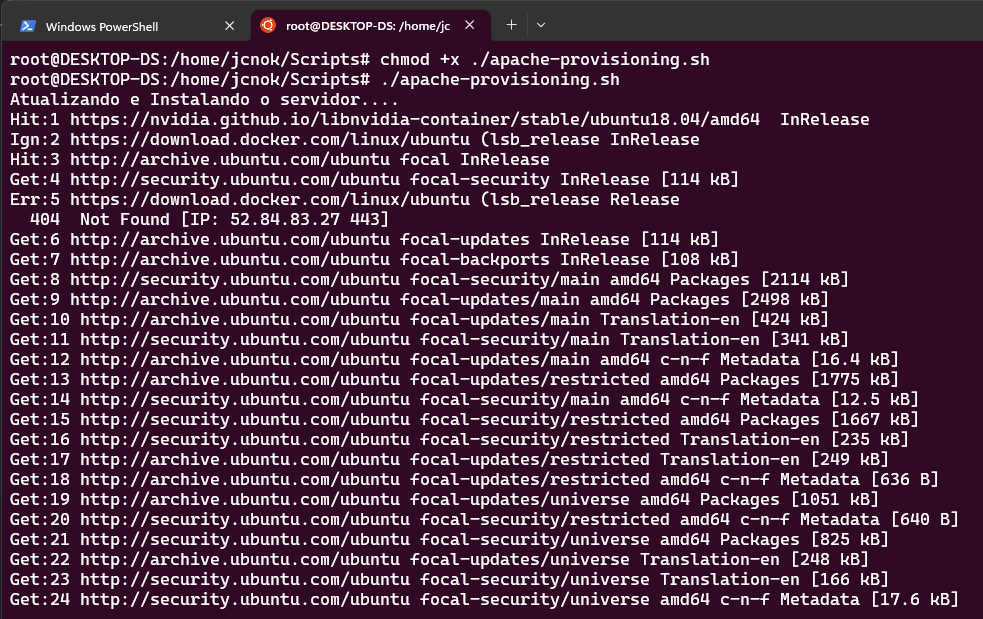 Windows PowerShell
root@DESKTOP-DS: /home/jc
root@DESKTOP-DS:/home/jcnok/Scripts# chmod +x ./apache-provisioning.sh
root@DESKTOP-DS:/home/jcnok/Scripts# ./apache-provisioning.sh
Atualizando e Instalando o servidor....
Hit:1 https://nvidia.github.io/libnvidia-container/stable/ubuntu18.04/amd64  InRelease
Ign:2 https://download.docker.com/linux/ubuntu (lsb_release InRelease
Hit:3 http://archive.ubuntu.com/ubuntu focal InRelease
Get:4 http://security.ubuntu.com/ubuntu focal-security InRelease [114 kB]
Err:5 https://download.docker.com/linux/ubuntu (lsb_release Release
  404  Not Found [IP: 52.84.83.27 443]
Get:6 http://archive.ubuntu.com/ubuntu focal-updates InRelease [114 kB]
Get:7 http://archive.ubuntu.com/ubuntu focal-backports InRelease [108 kB]
Get:8 http://security.ubuntu.com/ubuntu focal-security/main amd64 Packages [2114 kB]
Get:9 http://archive.ubuntu.com/ubuntu focal-updates/main amd64 Packages [2498 kB]
Get:10 http://archive.ubuntu.com/ubuntu focal-updates/main Translation-en [424 kB]
Get:11 http://security.ubuntu.com/ubuntu focal-security/main Translation-en [341 kB]
Get:12 http://archive.ubuntu.com/ubuntu focal-updates/main amd64 c-n-f Metadata [16.4 kB]
Get:13 http://archive.ubuntu.com/ubuntu focal-updates/restricted amd64 Packages [1775 kB]
Get:14 http://security.ubuntu.com/ubuntu focal-security/main amd64 c-n-f Metadata [12.5 kB]
Get:15 http://security.ubuntu.com/ubuntu focal-security/restricted amd64 Packages [1667 kB]
Get:16 http://security.ubuntu.com/ubuntu focal-security/restricted Translation-en [235 kB]
Get:17 http://archive.ubuntu.com/ubuntu focal-updates/restricted Translation-en [249 kB]
Get:18 http://archive.ubuntu.com/ubuntu focal-updates/restricted amd64 c-n-f Metadata [636 B]
Get:19 http://archive.ubuntu.com/ubuntu focal-updates/universe amd64 Packages [1051 kB]
Get:20 http://security.ubuntu.com/ubuntu focal-security/restricted amd64 c-n-f Metadata [640 B]
Get:21 http://security.ubuntu.com/ubuntu focal-security/universe amd64 Packages [825 kB]
Get:22 http://archive.ubuntu.com/ubuntu focal-updates/universe Translation-en [248 kB]
Get:23 http://security.ubuntu.com/ubuntu focal-security/universe Translation-en [166 kB]
Get:24 http://security.ubuntu.com/ubuntu focal-security/universe amd64 c-n-f Metadata [17.6 kB]